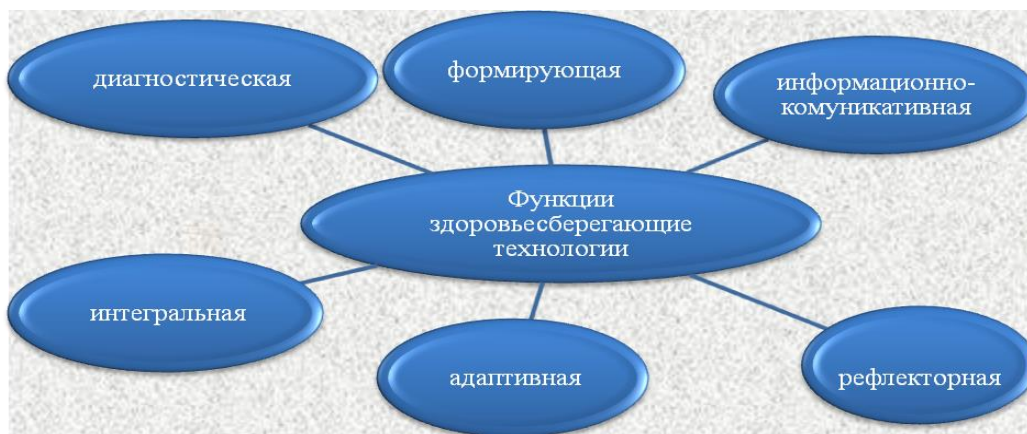 диагностическая
формирующая
информационно-
комуникативная
Функции
здоровьесберегающие
технологии
интегральная
адаптивная
рефлекторная